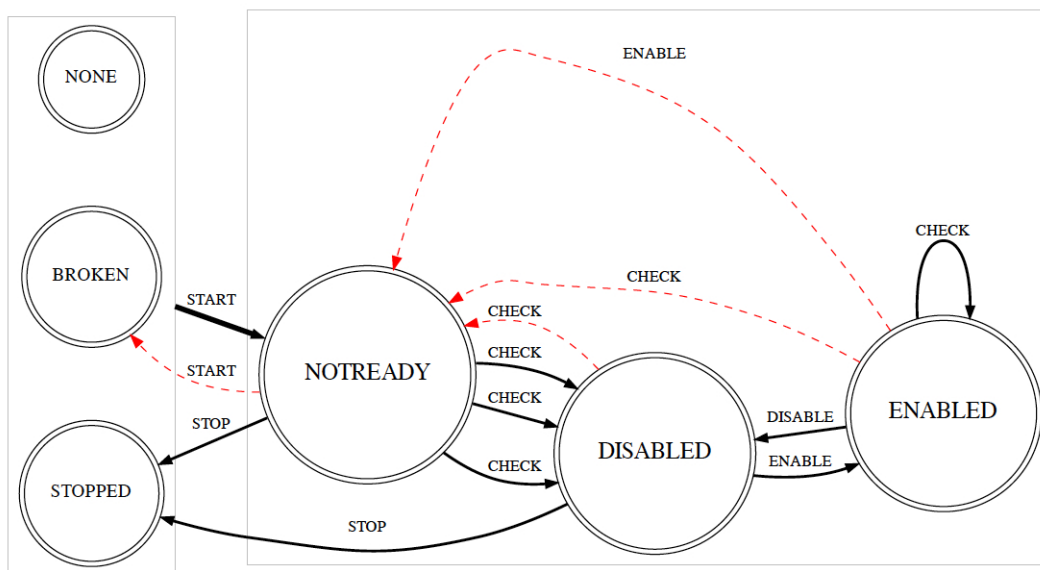 NONE
ENABLE
CHECK
BROKEN
CHECK
START
CHECK
START
NOTREADY
CHECK
CHECK
STOP
DISABLE
ENABLED
DISABLED
ENABLE
CHECK
STOPPED
STOP